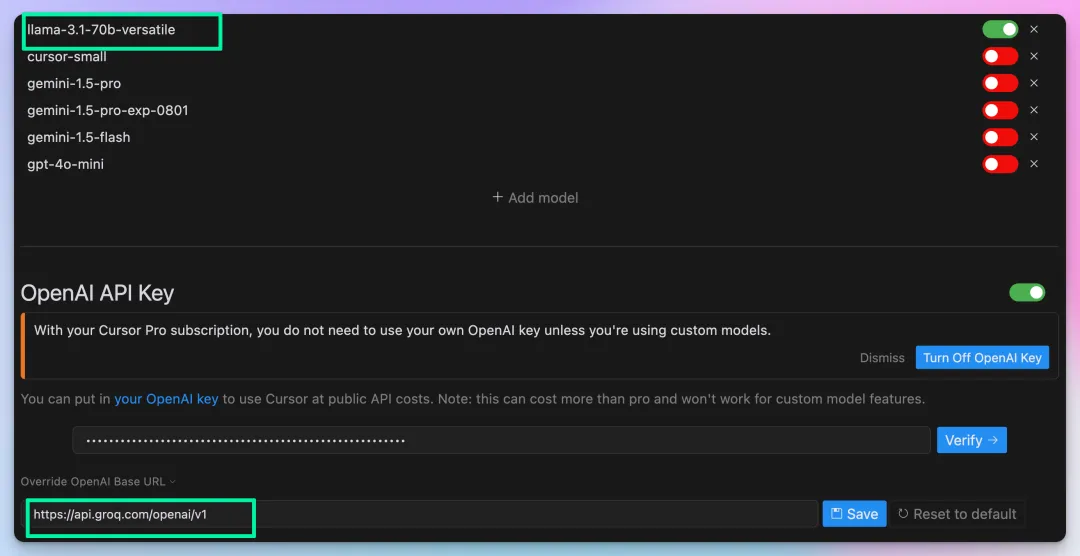 llama-3.1-70b-versatile
cursor-small
gemini-1.5-pro
gemini-1.5-pro-exp-0801
gemini-1.5-flash
gpt-4o-mini
+ Add model
OpenAI API Key
With your Cursor Pro subscription, you do not need to use your own OpenAI key unless you're using custom models.
Dismiss Turn Off OpenAI Key
You can put in your OpenAI key to use Cursor at public API costs. Note: this can cost more than pro and won't work for custom model features.
Verify →
Override OpenAI Base URL
https://api.groq.com/openai/v1 Save Reset to default